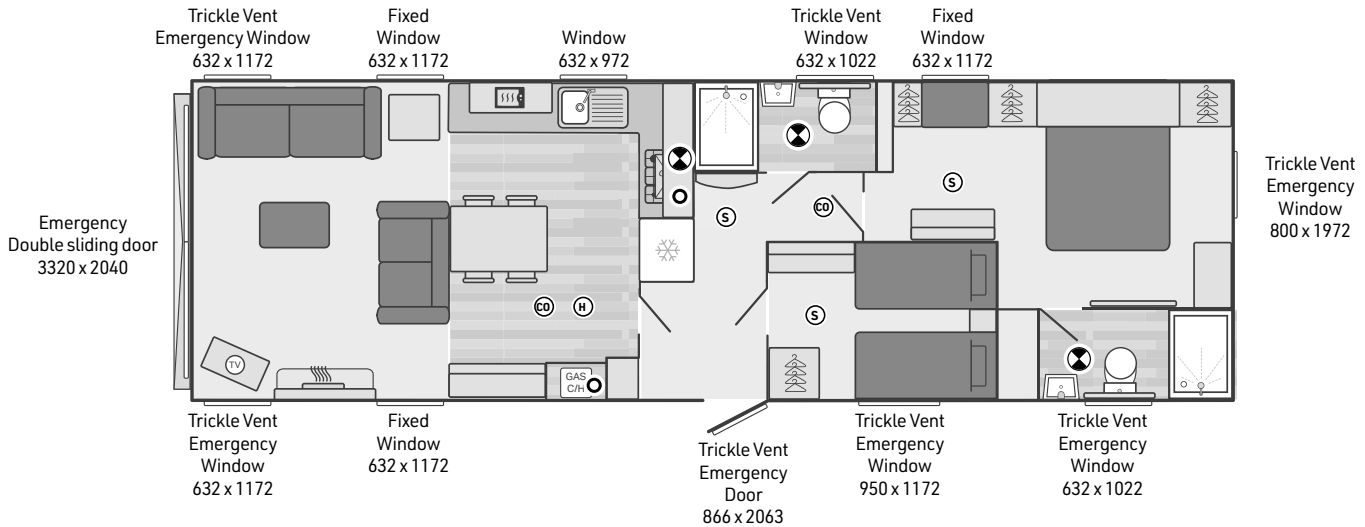 Trickle Vent
Emergency Window
632 x 1172
Fixed
Window
632 x 1172
Window
632 x 972
Trickle Vent
Window
632 x 1022
Fixed
Window
632 x 1172
Emergency
Double sliding door
3320 x 2040
S
S
CO
CO
H
S
TV
GAS
C/H
Trickle Vent
Emergency
Window
800 x 1972
Trickle Vent
Emergency
Window
632 x 1172
Fixed
Window
632 x 1172
Trickle Vent
Emergency
Door
866 x 2063
Trickle Vent
Emergency
Window
950 x 1172
Trickle Vent
Emergency
Window
632 x 1022